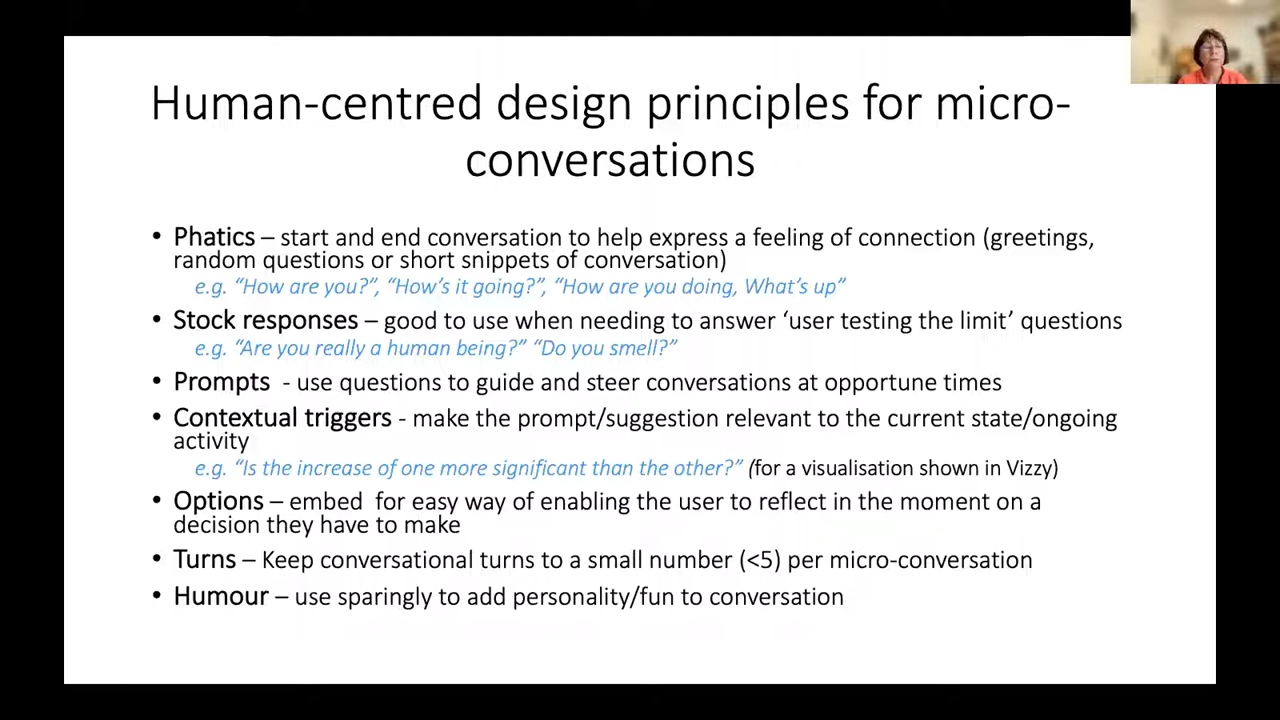 Human-centred design principles for micro-
conversations
• Phatics – start and end conversation to help express a feeling of connection (greetings,
random questions or short snippets of conversation)
e.g. “How are you?”, “How’s it going?”, “How are you doing, What’s up”
• Stock responses – good to use when needing to answer ‘user testing the limit’ questions
e.g. “Are you really a human being?” “Do you smell?”
• Prompts - use questions to guide and steer conversations at opportune times
• Contextual triggers - make the prompt/suggestion relevant to the current state/ongoing
activity
e.g. “Is the increase of one more significant than the other?” (for a visualisation shown in Vizzy)
• Options – embed for easy way of enabling the user to reflect in the moment on a
decision they have to make
• Turns – Keep conversational turns to a small number (<5) per micro-conversation
• Humour – use sparingly to add personality/fun to conversation